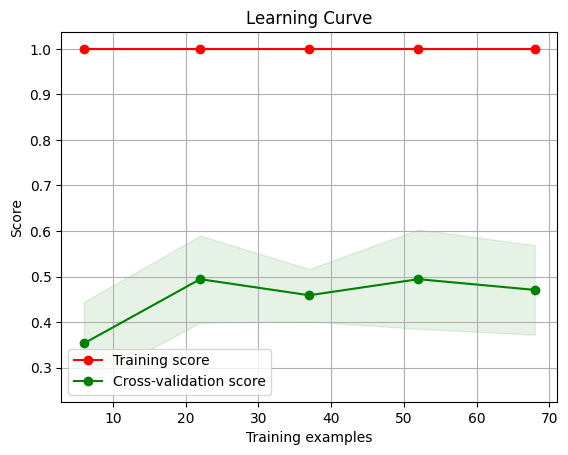 Learning Curve
1.0
0.9
0.8
0.7
0.6
0.5
0.4
0.3
Score
Training score
Cross-validation score
10 20 30 40 50 60 70
Training examples